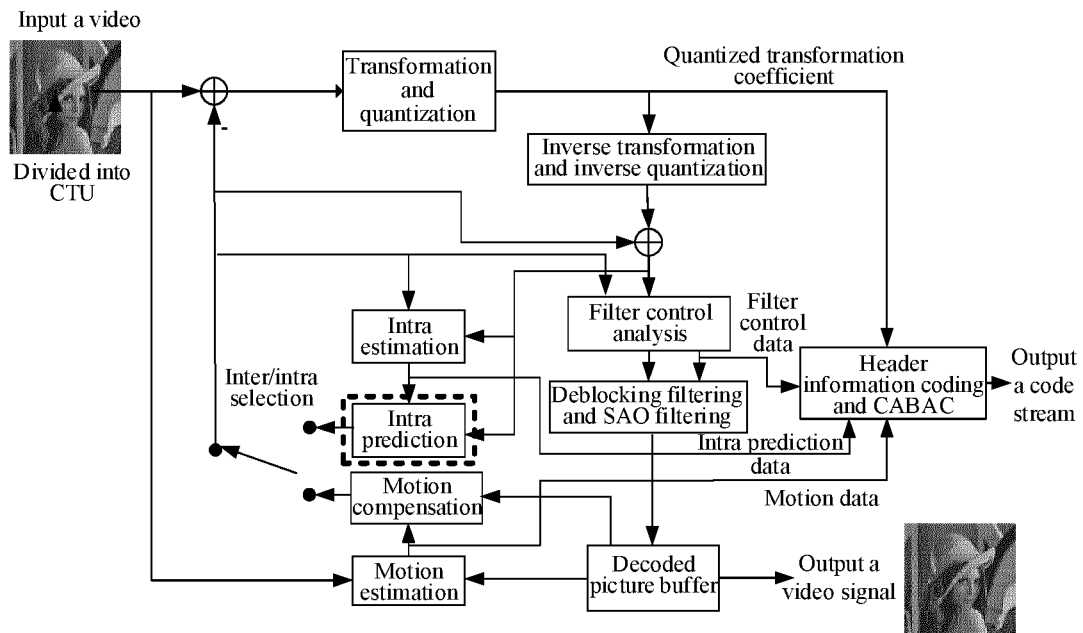 Input a video
Divided into
CTU
Transformation
and
quantization
Quantized transformation
coefficient
Inverse transformation
and inverse quantization
-
Intra
estimation
Filter control
analysis
Filter
control
data
Header
information coding
and CABAC
Output
a code
stream
Inter/intra
selection
Intra
prediction
Deblocking filtering
and SAO filtering
Intra prediction
data
Motion
compensation
Motion data
Motion
estimation
Decoded
picture buffer
Output a
video signal